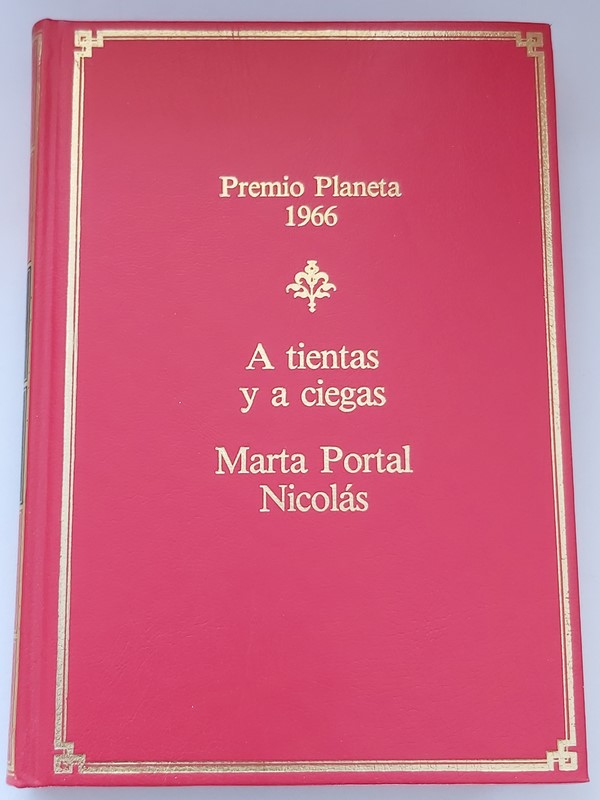 Premio Planeta
1966
A tientas
y a ciegas
Marta Portal
Nicolás